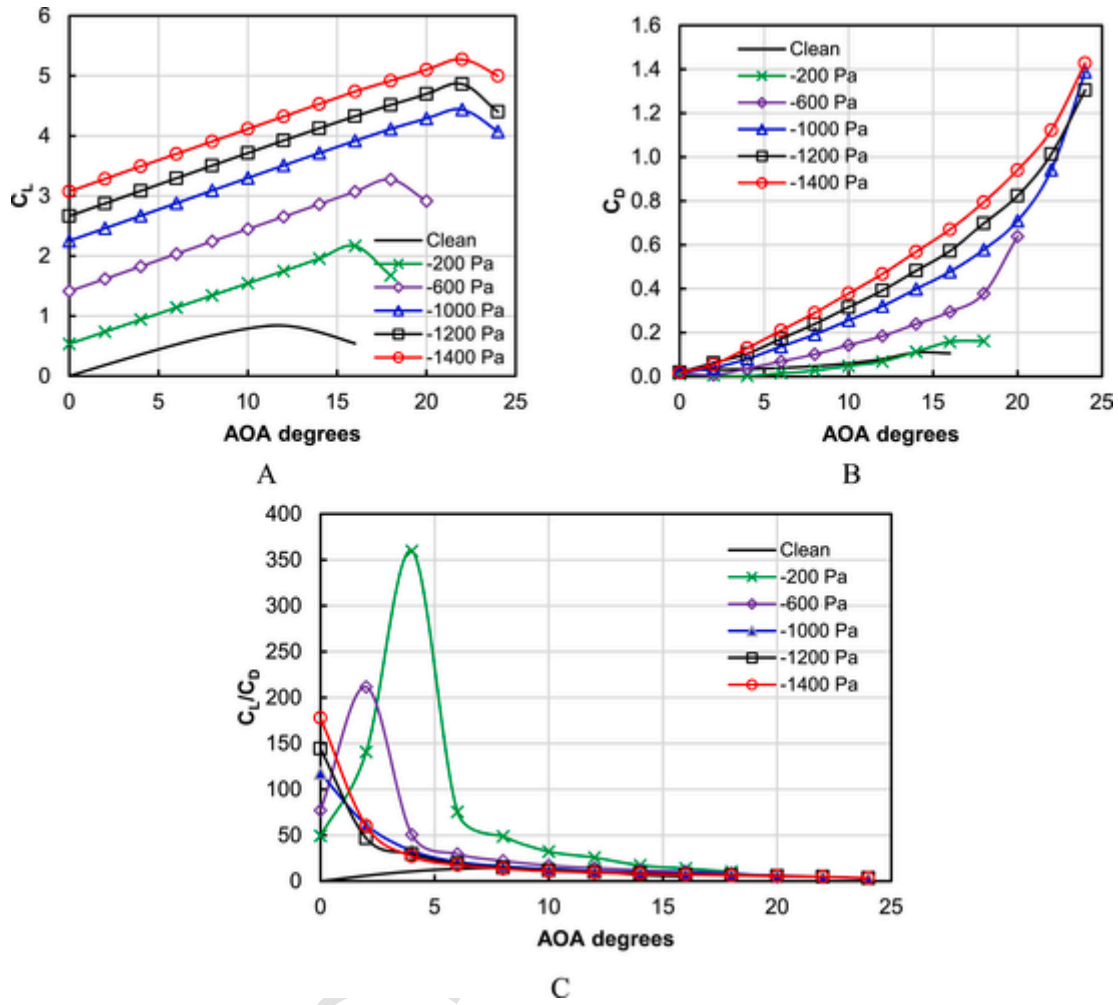 6
5
4
3
2
1
0
C_L
0 5 10 15 20 25
AOA degrees
Clean
-200 Pa
-600 Pa
-1000 Pa
-1200 Pa
-1400 Pa
A
1.6
1.4
1.2
1.0
0.8
0.6
0.4
0.2
0.0
C_D
0 5 10 15 20 25
AOA degrees
Clean
-200 Pa
-600 Pa
-1000 Pa
-1200 Pa
-1400 Pa
B
400
350
300
250
200
150
100
50
0
C_L/C_D
0 5 10 15 20 25
AOA degrees
Clean
-200 Pa
-600 Pa
-1000 Pa
-1200 Pa
-1400 Pa
C